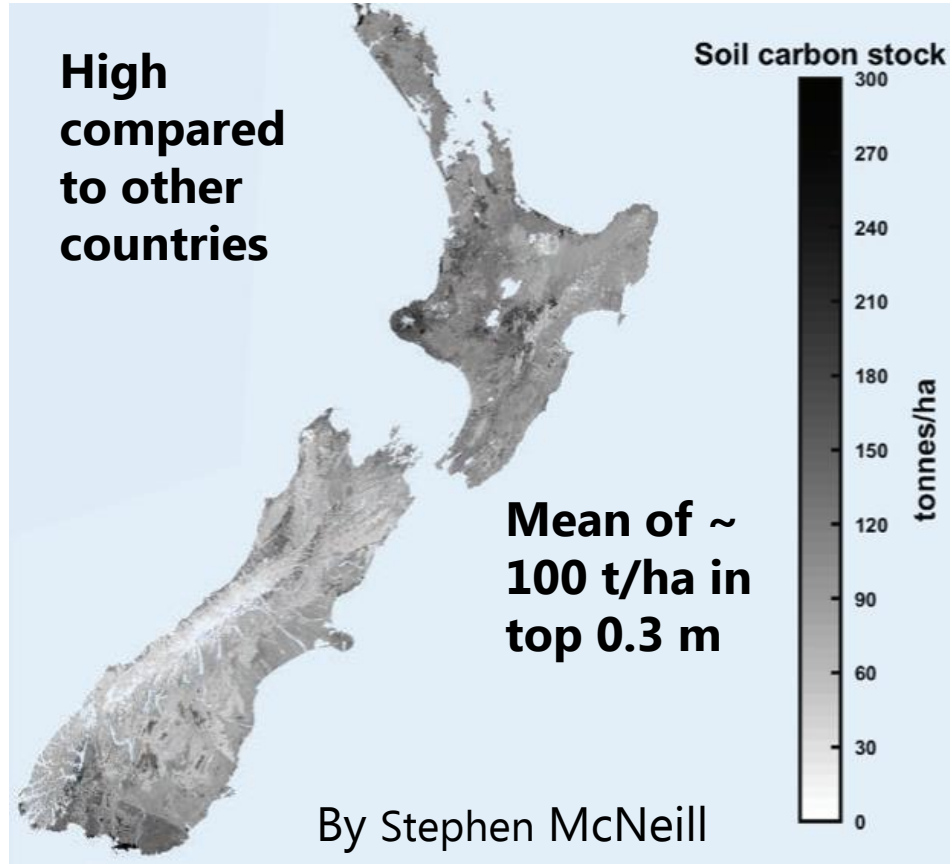 High
compared
to other
countries
Soil carbon stock
300
270
240
210
180
150
120
90
60
30
0
tonnes/ha
Mean of ~
100 t/ha in
top 0.3 m
By Stephen McNeill